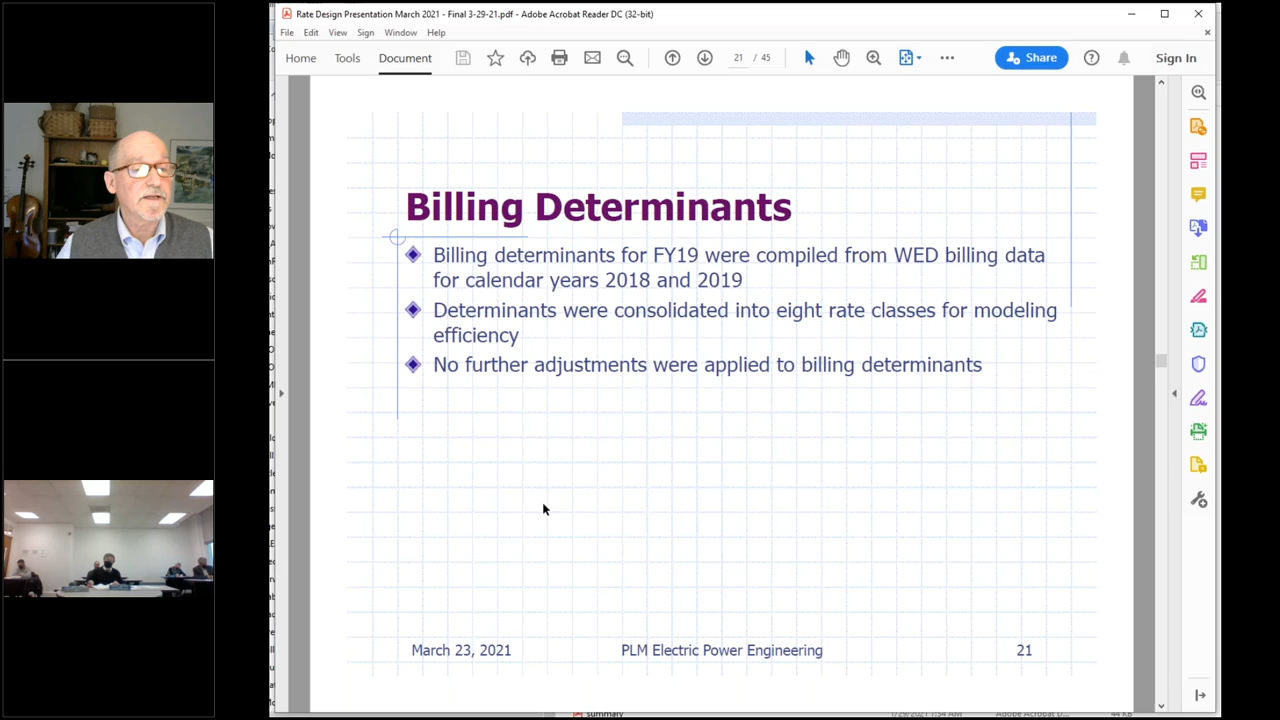 Rate Design Presentation March 2021 - Final 3-29-21.pdf - Adobe Acrobat Reader DC (32-bit)
File Edit View Sign Window Help
Home Tools Document 21 / 45 Share Sign In
Billing Determinants
Billing determinants for FY19 were compiled from WED billing data
for calendar years 2018 and 2019
Determinants were consolidated into eight rate classes for modeling
efficiency
No further adjustments were applied to billing determinants
March 23, 2021 PLM Electric Power Engineering 21
summary